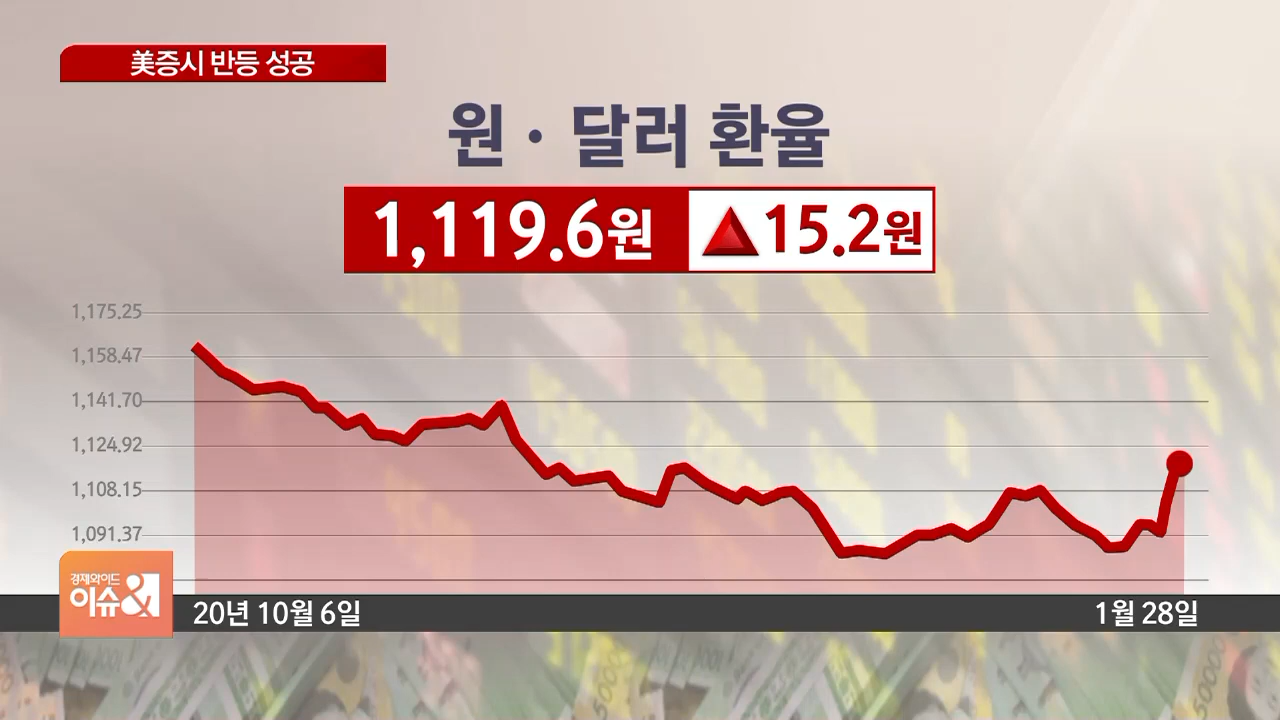 美증시 반등 성공
원 · 달러 환율
1,119.6원 ▲15.2원
1,175.25
1,158.47
1,141.70
1,124.92
1,108.15
1,091.37
경제와이드
이슈&
20년 10월 6일
1월 28일
50000